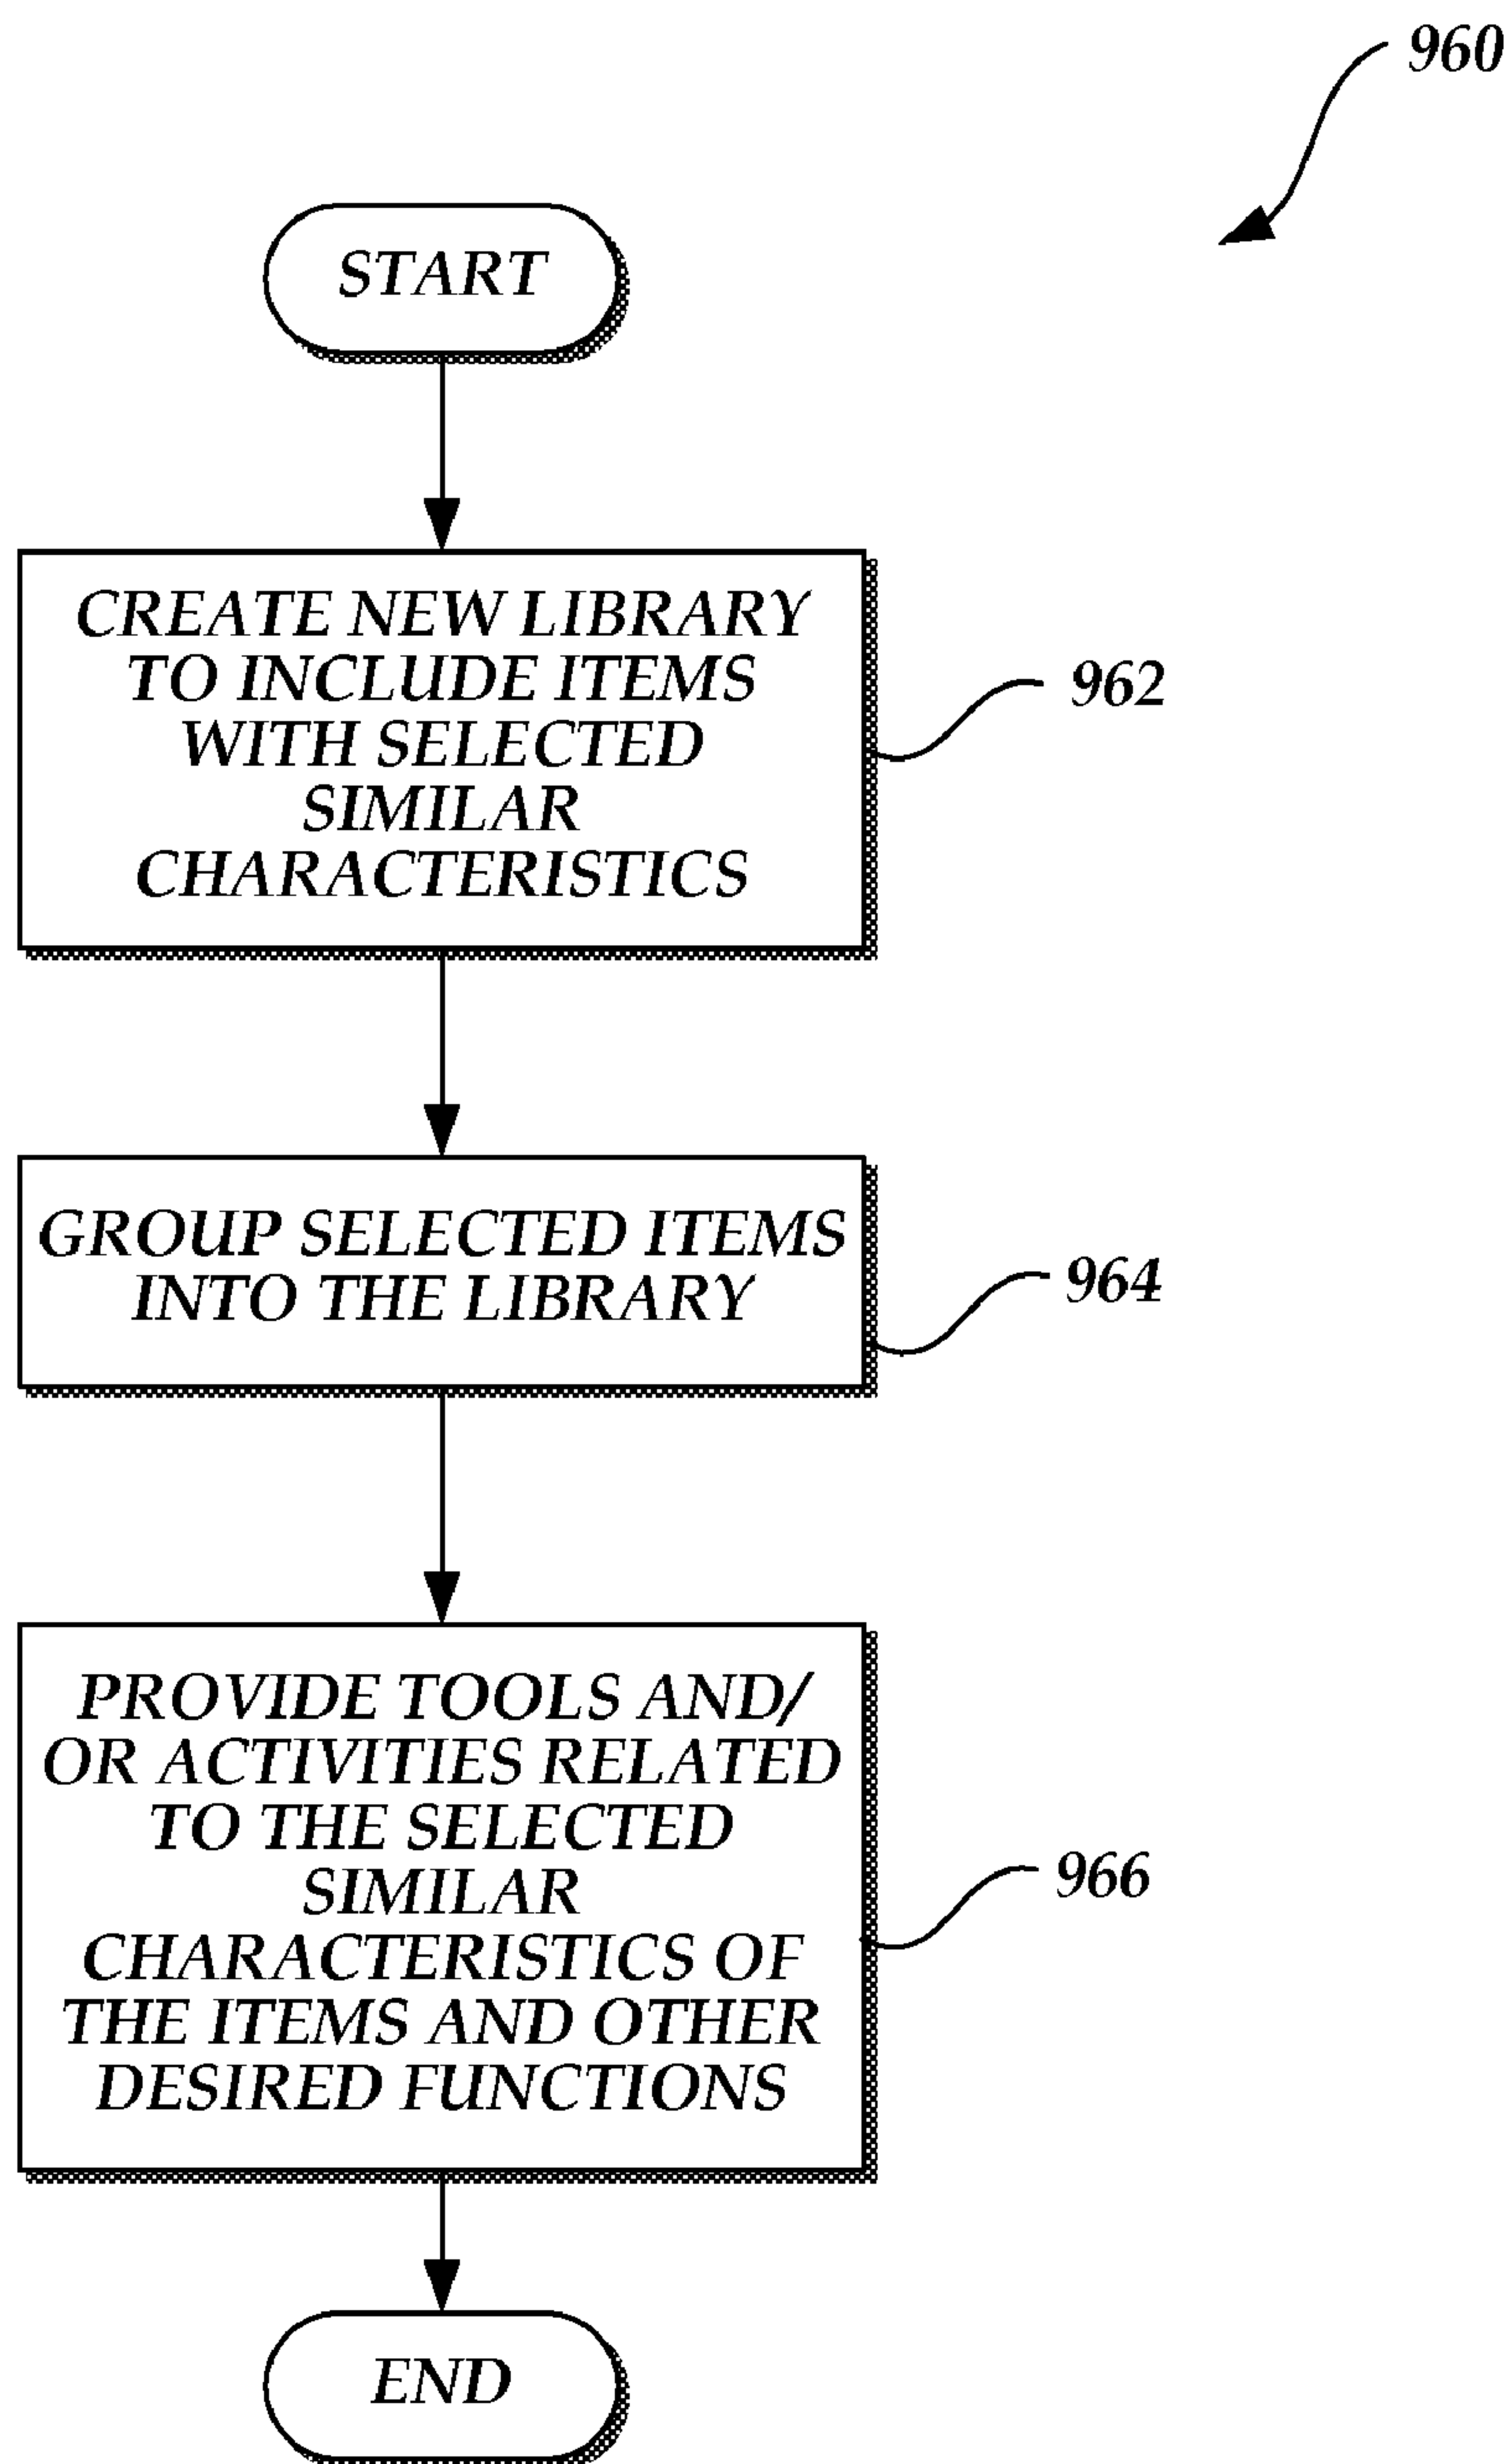 960
START
CREATE NEW LIBRARY
TO INCLUDE ITEMS
WITH SELECTED
SIMILAR
CHARACTERISTICS
962
GROUP SELECTED ITEMS
INTO THE LIBRARY
964
PROVIDE TOOLS AND/
OR ACTIVITIES RELATED
TO THE SELECTED
SIMILAR
CHARACTERISTICS OF
THE ITEMS AND OTHER
DESIRED FUNCTIONS
966
END